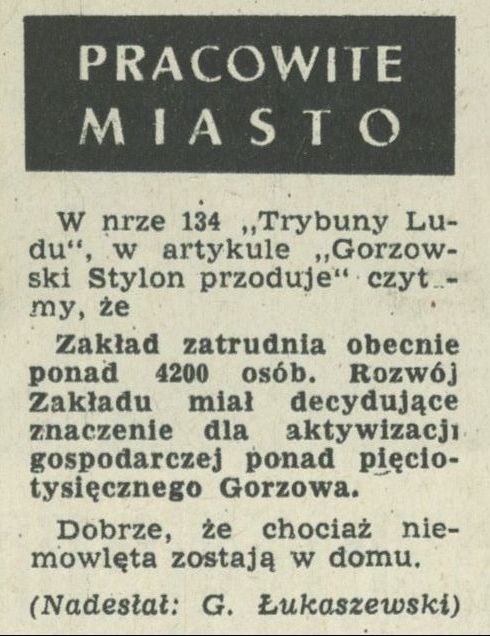 PRACOWITE
MIASTO
W nrze 134 „Trybuny Lu-
du“, w artykule „Gorzow-
ski Stylon przoduje“ czyt -
my, że
Zakład zatrudnia obecnie
ponad 4200 osób. Rozwój
Zakładu miał decydujące
znaczenie dla aktywizacji
gospodarczej ponad pięcio-
tysięcznego Gorzowa.
Dobrze, że chociaż nie-
mowlęta zostają w domu.
(Nadesłał: G. Łukaszewski)